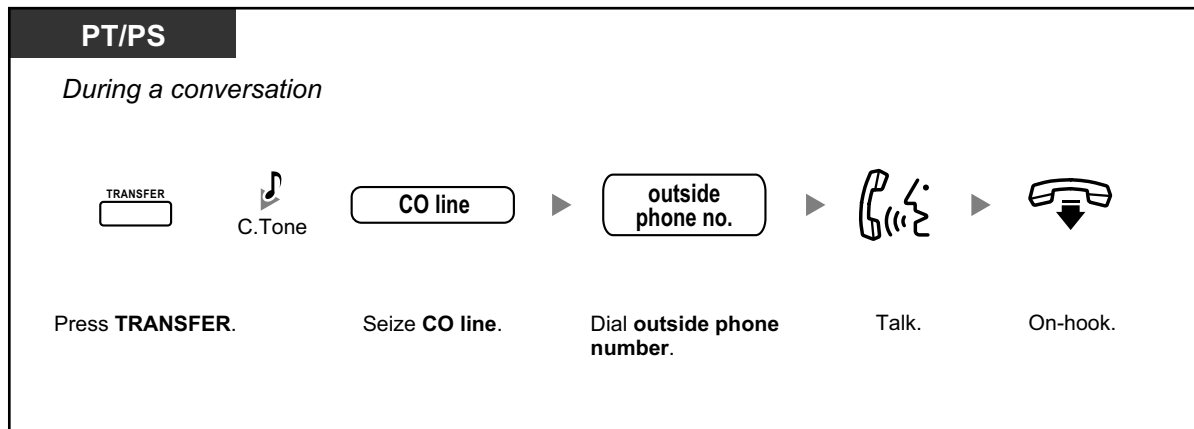 PT/PS
During a conversation
TRANSFER
C.Tone
CO line
outside
phone no.
Press TRANSFER.
Seize CO line.
Dial outside phone
number.
Talk.
On-hook.